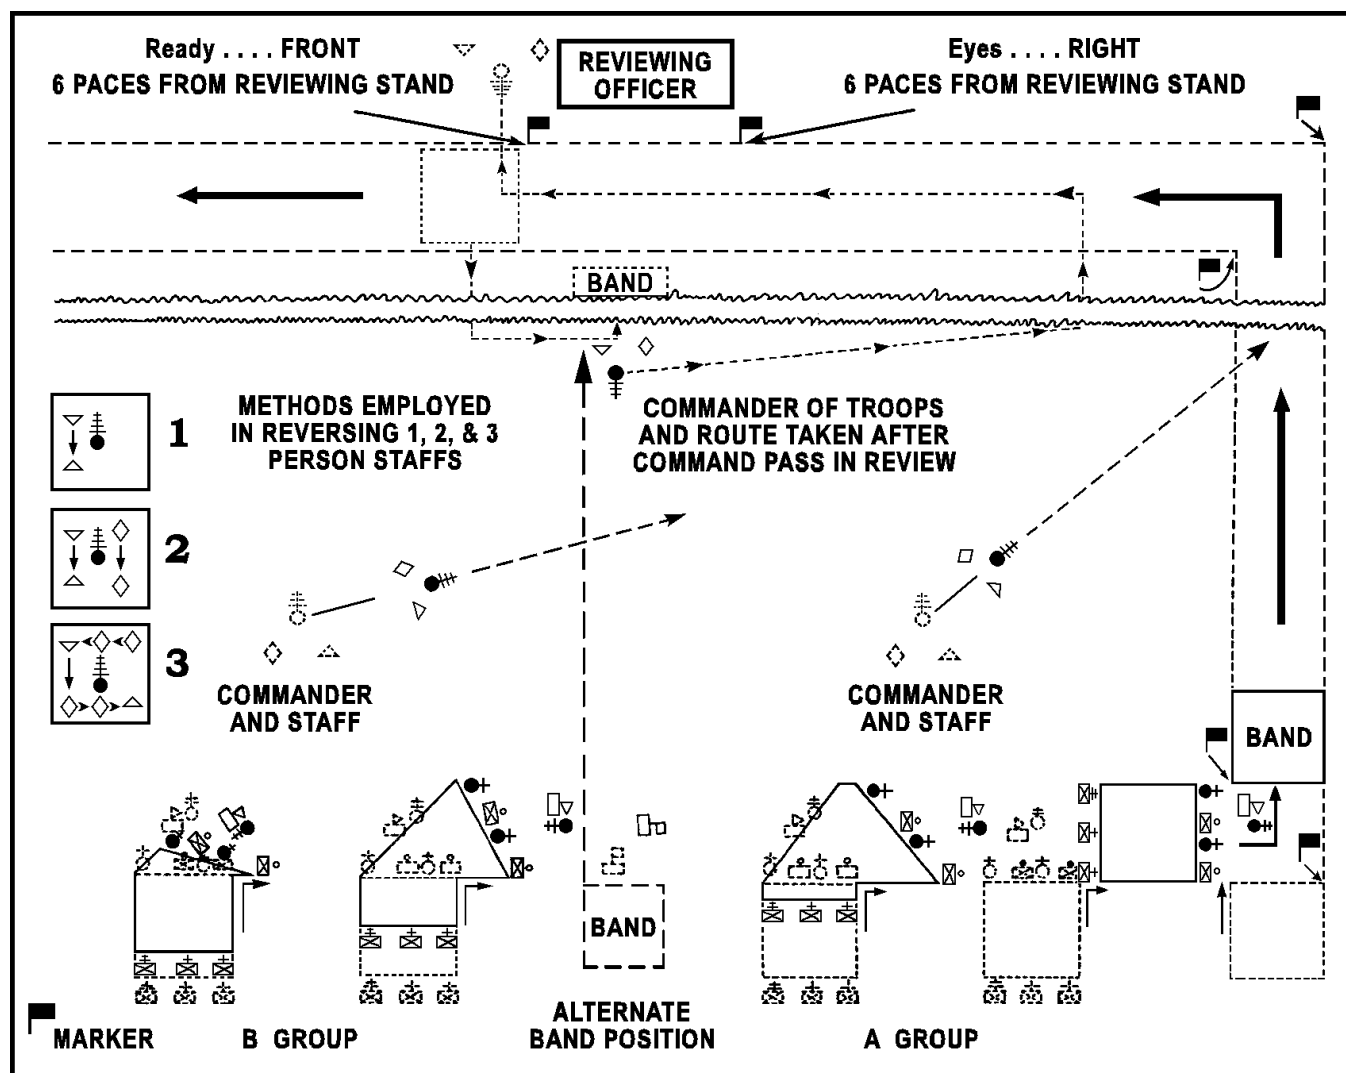 Ready . . . . FRONT
6 PACES FROM REVIEWING STAND
REVIEWING
OFFICER
Eyes . . . . RIGHT
6 PACES FROM REVIEWING STAND
BAND
1
2
3
METHODS EMPLOYED
IN REVERSING 1, 2, & 3
PERSON STAFFS
COMMANDER OF TROOPS
AND ROUTE TAKEN AFTER
COMMAND PASS IN REVIEW
COMMANDER
AND STAFF
COMMANDER
AND STAFF
BAND
BAND
MARKER
B GROUP
ALTERNATE
BAND POSITION
A GROUP